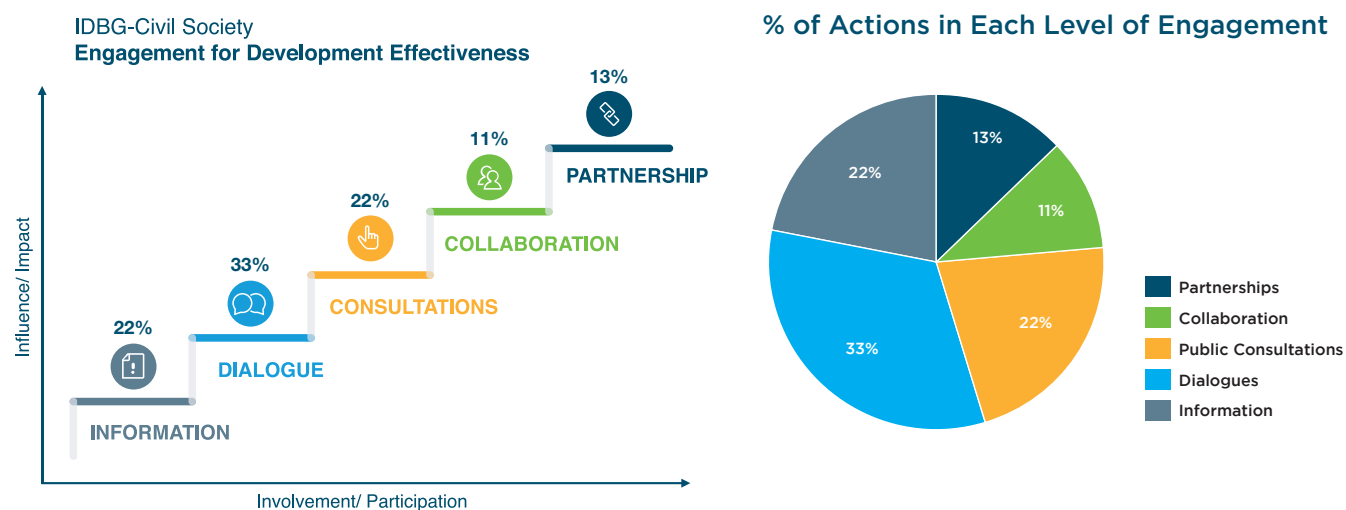 IDBG-Civil Society
Engagement for Development Effectiveness
Influence/ Impact
Involvement/ Participation
22%
INFORMATION
33%
DIALOGUE
22%
CONSULTATIONS
11%
COLLABORATION
13%
PARTNERSHIP
% of Actions in Each Level of Engagement
13%
11%
22%
33%
22%
Partnerships
Collaboration
Public Consultations
Dialogues
Information